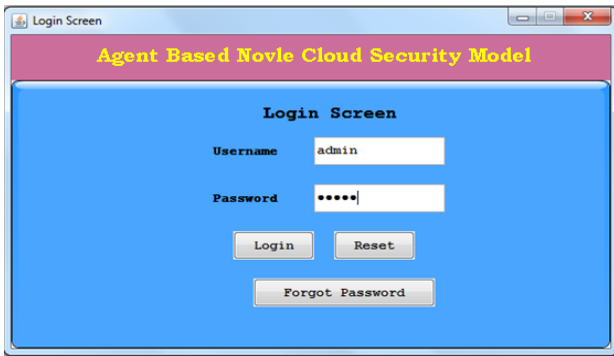 Login Screen
Agent Based Novle Cloud Security Model
Login Screen
Username admin
Password •••••
Login Reset
Forgot Password